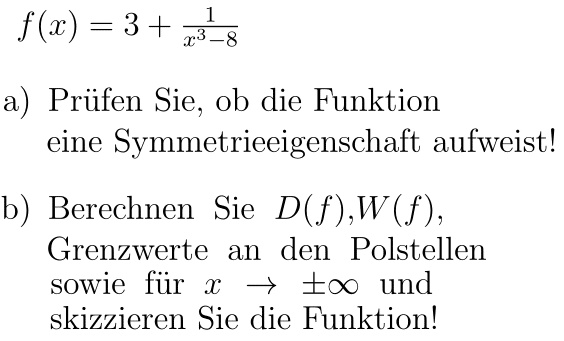 f(x) = 3 + 1/(x³−8)
a) Prüfen Sie, ob die Funktion
eine Symmetrieeigenschaft aufweist!
b) Berechnen Sie D(f),W(f),
Grenzwerte an den Polstellen
sowie für x → ±∞ und
skizzieren Sie die Funktion!